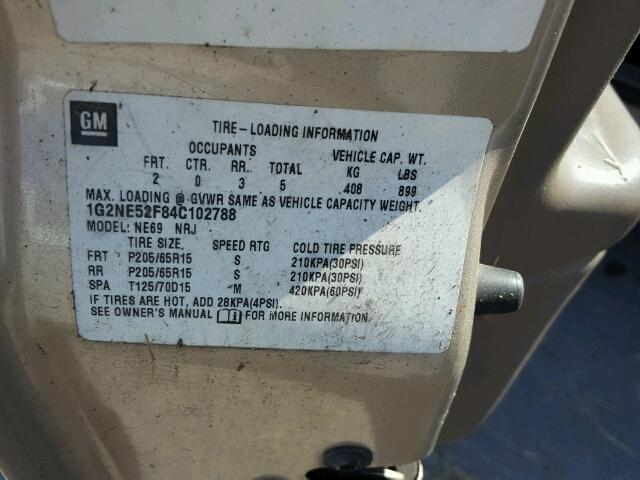 GM
TIRE-LOADING INFORMATION
OCCUPANTS VEHICLE CAP. WT.
FRT. CTR. RR. TOTAL KG LBS
2 0 3 5 408 899
MAX. LOADING @ GVWR SAME AS VEHICLE CAPACITY WEIGHT.
1G2NE52F84C102788
MODEL: NE69 NRJ
TIRE SIZE SPEED RTG COLD TIRE PRESSURE
FRT P205/65R15 S 210KPA(30PSI)
RR P205/65R15 S 210KPA(30PSI)
SPA T125/70D15 M 420KPA(60PSI)
IF TIRES ARE HOT, ADD 28KPA(4PSI).
SEE OWNER'S MANUAL FOR MORE INFORMATION